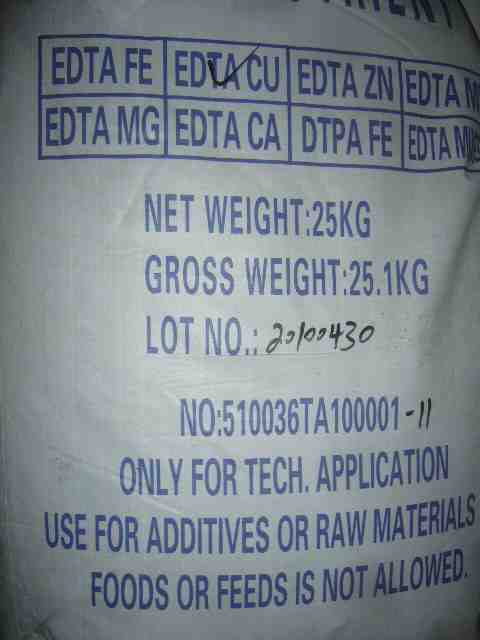 EDTA FE EDTA CU EDTA ZN EDTA
EDTA MG EDTA CA DTPA FE EDTA
NET WEIGHT:25KG
GROSS WEIGHT:25.1KG
LOT NO.: 20100430
NO:510036TA100001-11
ONLY FOR TECH. APPLICATION
USE FOR ADDITIVES OR RAW MATERIALS
FOODS OR FEEDS IS NOT ALLOWED.